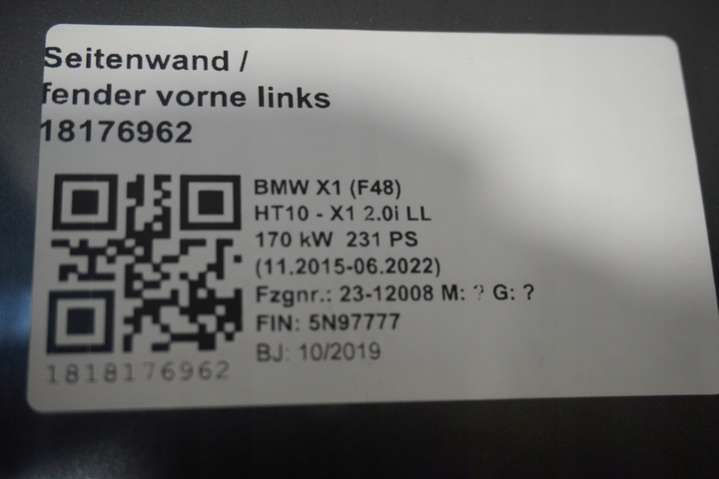 Seitenwand /
fender vorne links
18176962
BMW X1 (F48)
HT10 - X1 2.0i LL
170 kW 231 PS
(11.2015-06.2022)
Fzgnr.: 23-12008 M: ? G: ?
FIN: 5N97777
BJ: 10/2019
1818176962